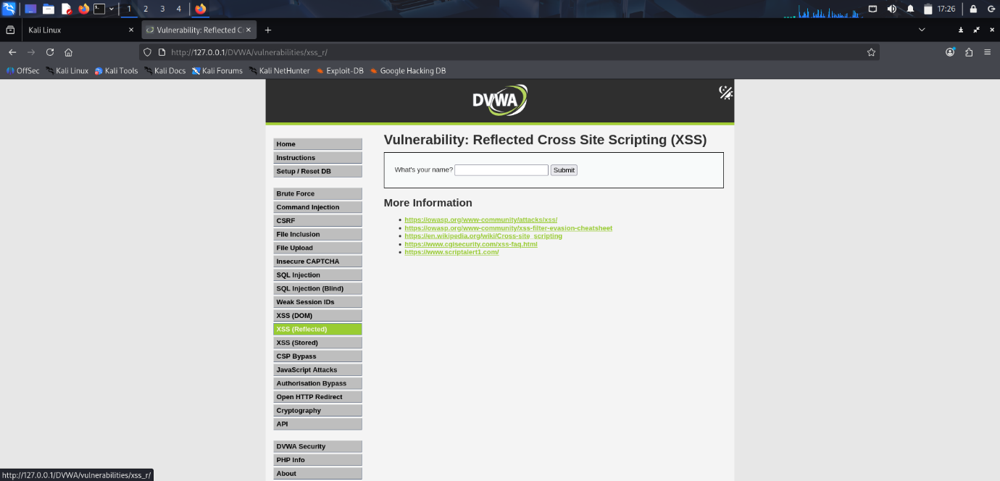 1 2 3 4 17:26
Kali Linux
Vulnerability: Reflected C
http://127.0.0.1/DVWA/vulnerabilities/xss_r/
OffSec Kali Linux Kali Tools Kali Docs Kali Forums Kali NetHunter Exploit-DB Google Hacking DB
DVWA
Home
Instructions
Setup / Reset DB
Brute Force
Command Injection
CSRF
File Inclusion
File Upload
Insecure CAPTCHA
SQL Injection
SQL Injection (Blind)
Weak Session IDs
XSS (DOM)
XSS (Reflected)
XSS (Stored)
CSP Bypass
JavaScript Attacks
Authorisation Bypass
Open HTTP Redirect
Cryptography
API
DVWA Security
PHP Info
About
Vulnerability: Reflected Cross Site Scripting (XSS)
What's your name? Submit
More Information
https://owasp.org/www-community/attacks/xss/
https://owasp.org/www-community/xss-filter-evasion-cheatsheet
https://en.wikipedia.org/wiki/Cross-site_scripting
https://www.cgisecurity.com/xss-faq.html
https://www.scriptalert1.com/
http://127.0.0.1/DVWA/vulnerabilities/xss_r/